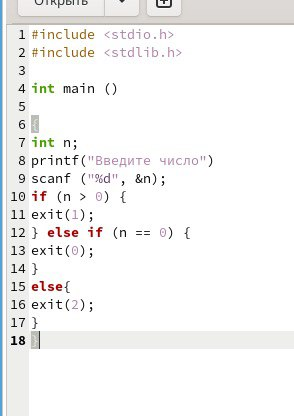 Открыть
1 #include <stdio.h>
2 #include <stdlib.h>
3
4 int main ()
5
6 {
7 int n;
8 printf("Введите число")
9 scanf ("%d", &n);
10 if (n > 0) {
11 exit(1);
12 } else if (n == 0) {
13 exit(0);
14 }
15 else{
16 exit(2);
17 }
18 }